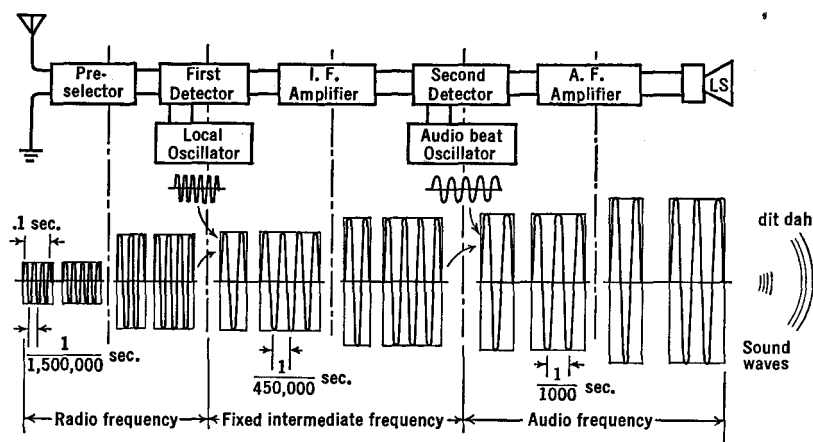 Pre-
selector
First
Detector
I. F.
Amplifier
Second
Detector
A. F.
Amplifier
LS
Local
Oscillator
Audio beat
Oscillator
.1 sec.
dit dah
1
1,500,000 sec.
1
450,000 sec.
1
1000 sec.
Sound
waves
Radio frequency
Fixed intermediate frequency
Audio frequency